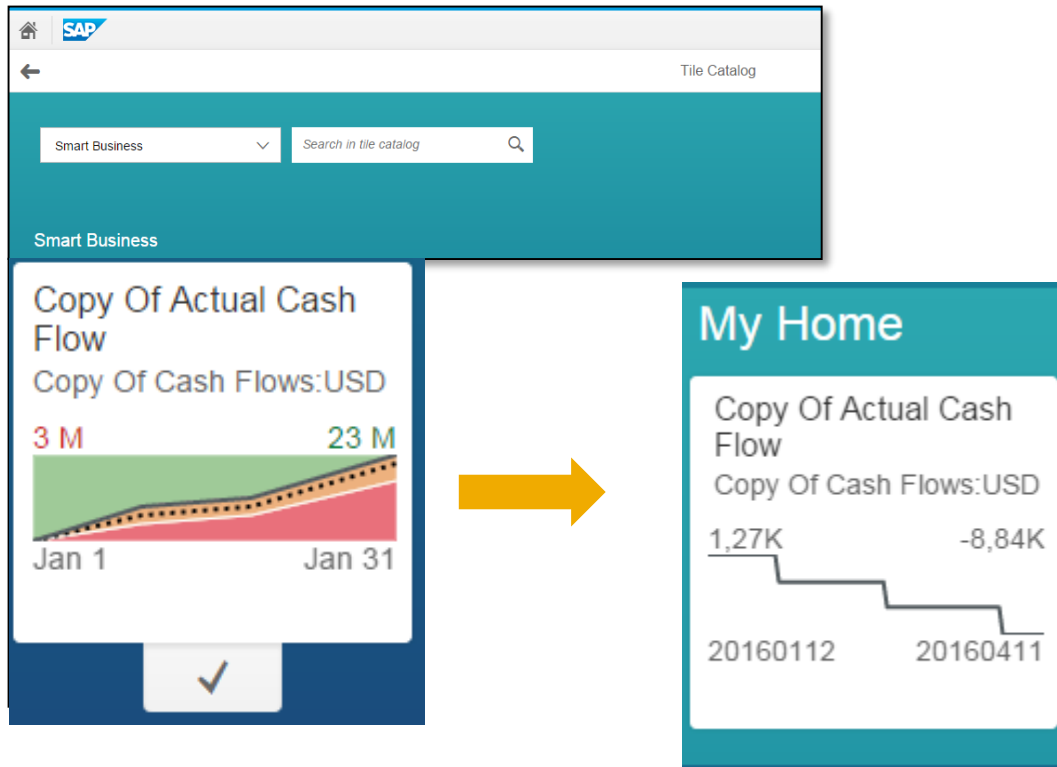 SAP
Tile Catalog
Smart Business
Search in tile catalog
Smart Business
Copy Of Actual Cash
Flow
Copy Of Cash Flows:USD
3 M 23 M
Jan 1 Jan 31
My Home
Copy Of Actual Cash
Flow
Copy Of Cash Flows:USD
1,27K -8,84K
20160112 20160411